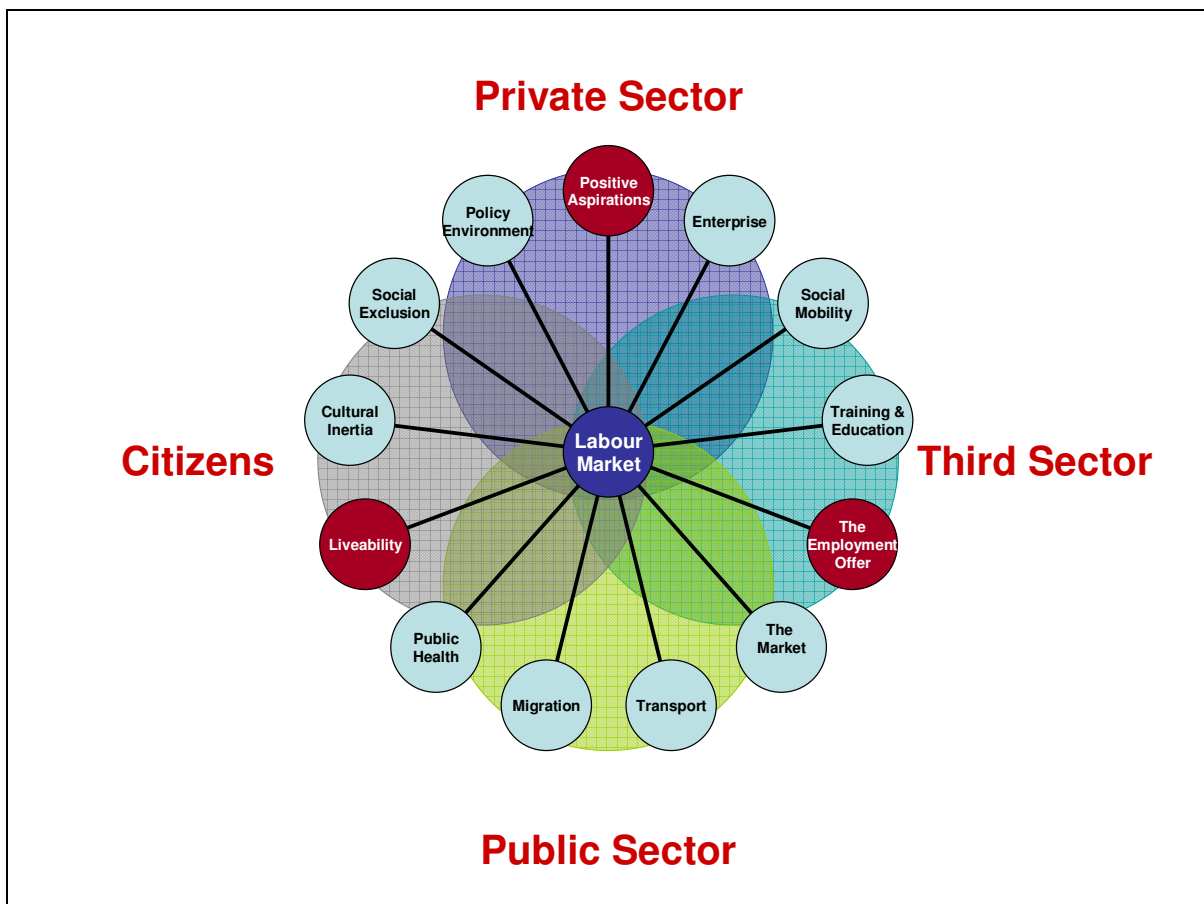 Private Sector
Positive
Aspirations
Policy
Environment
Enterprise
Social
Exclusion
Social
Mobility
Cultural
Inertia
Training &
Education
Labour
Market
Citizens
Third Sector
Liveability
The
Employment
Offer
Public
Health
The
Market
Migration
Transport
Public Sector